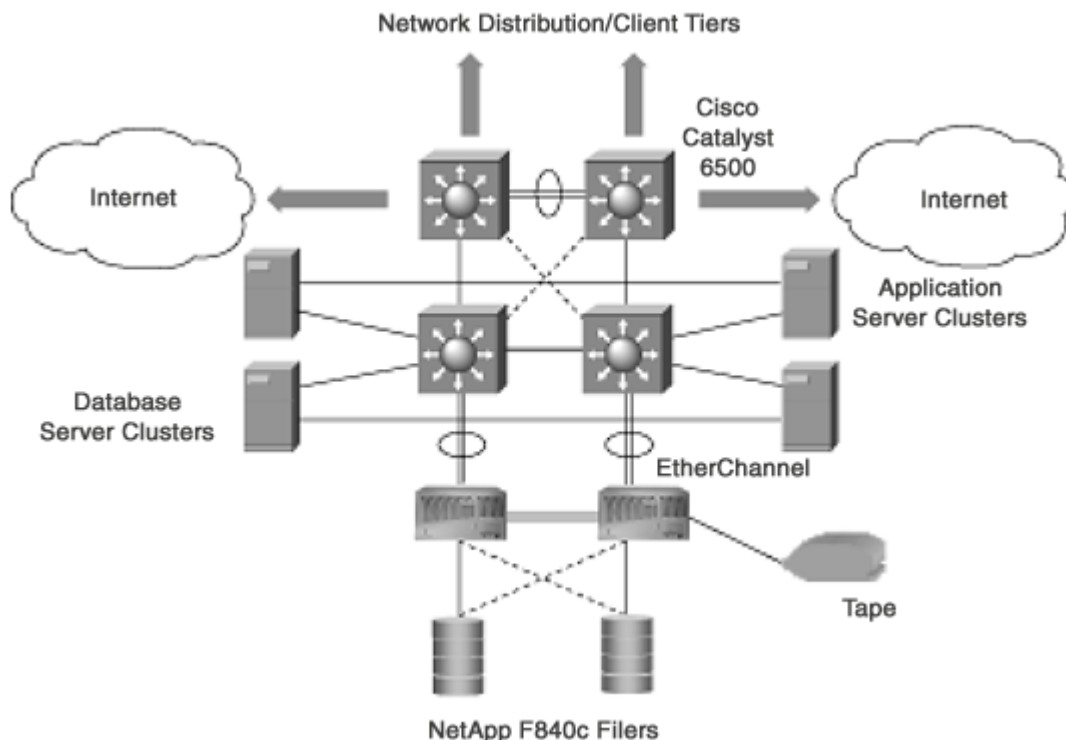 Network Distribution/Client Tiers
Cisco
Catalyst
6500
Internet
Internet
Application
Server Clusters
Database
Server Clusters
EtherChannel
Tape
NetApp F840c Filers